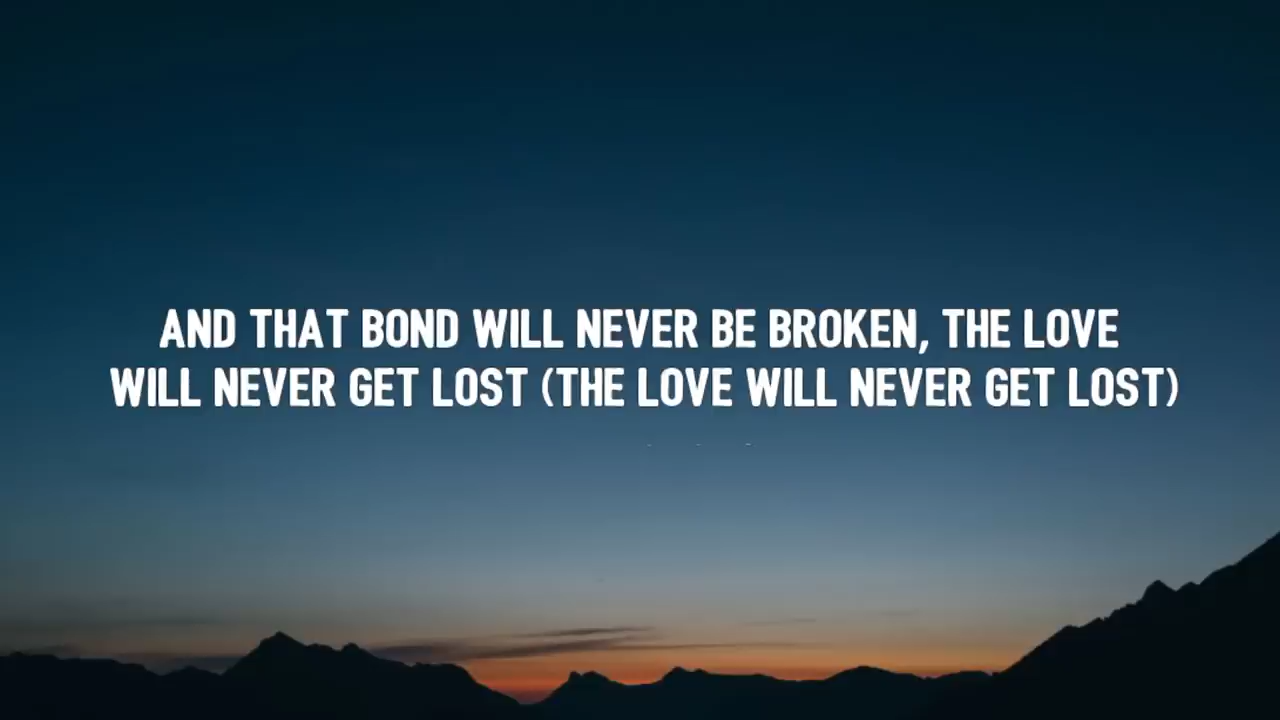 AND THAT BOND WILL NEVER BE BROKEN, THE LOVE
WILL NEVER GET LOST (THE LOVE WILL NEVER GET LOST)